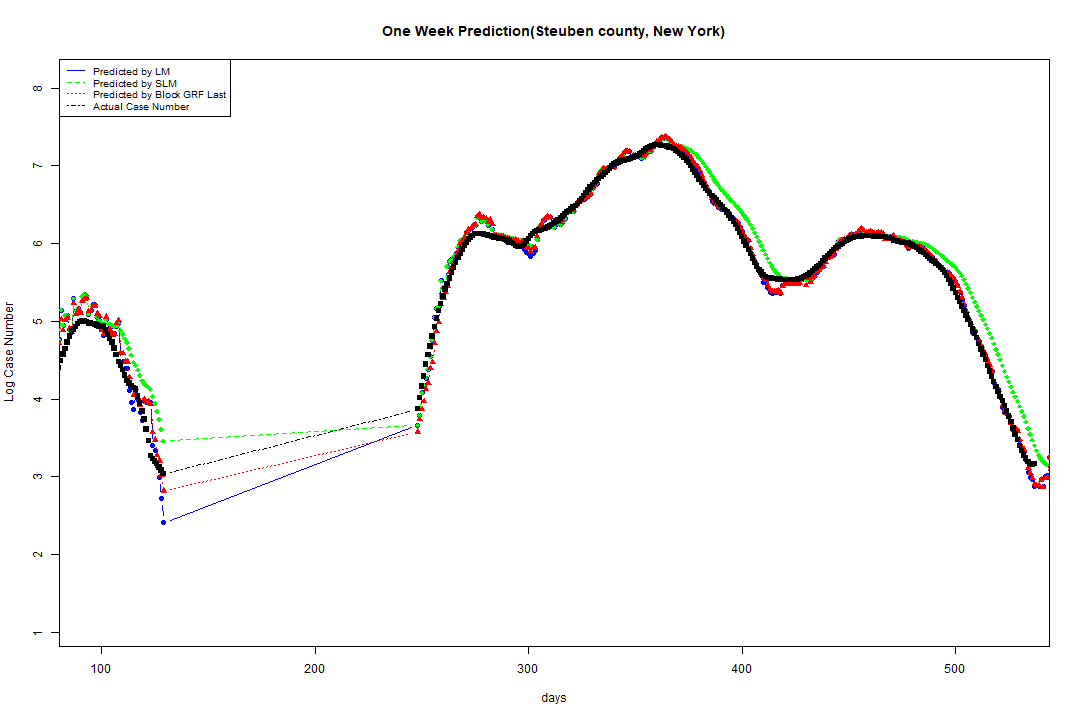 One Week Prediction(Steuben county, New York)
Predicted by LM
Predicted by SLM
Predicted by Block GRF Last
Actual Case Number
Log Case Number
8
7
6
5
4
3
2
1
100 200 300 400 500
days